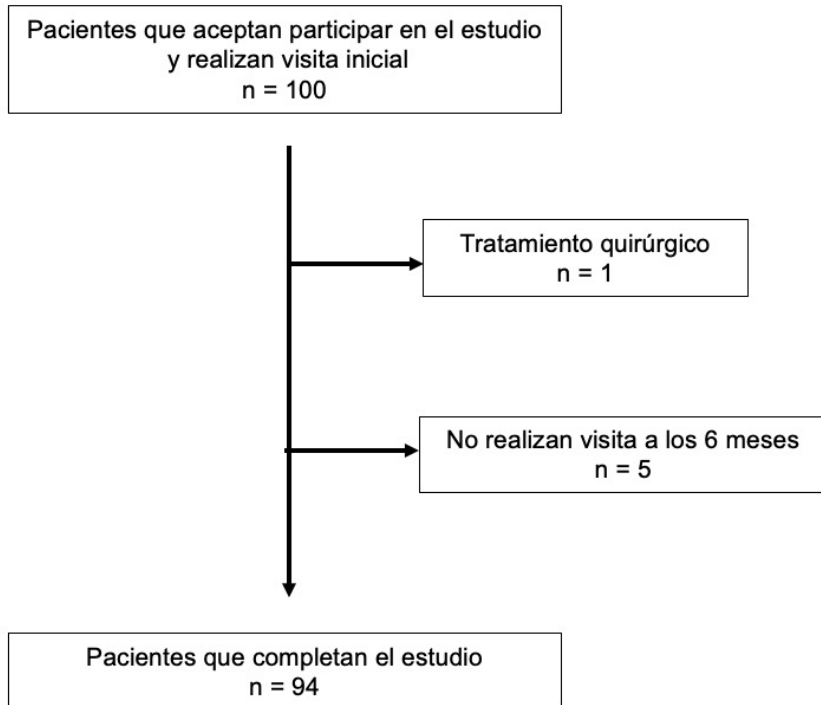 Pacientes que aceptan participar en el estudio
y realizan visita inicial
n = 100
Tratamiento quirúrgico
n = 1
No realizan visita a los 6 meses
n = 5
Pacientes que completan el estudio
n = 94